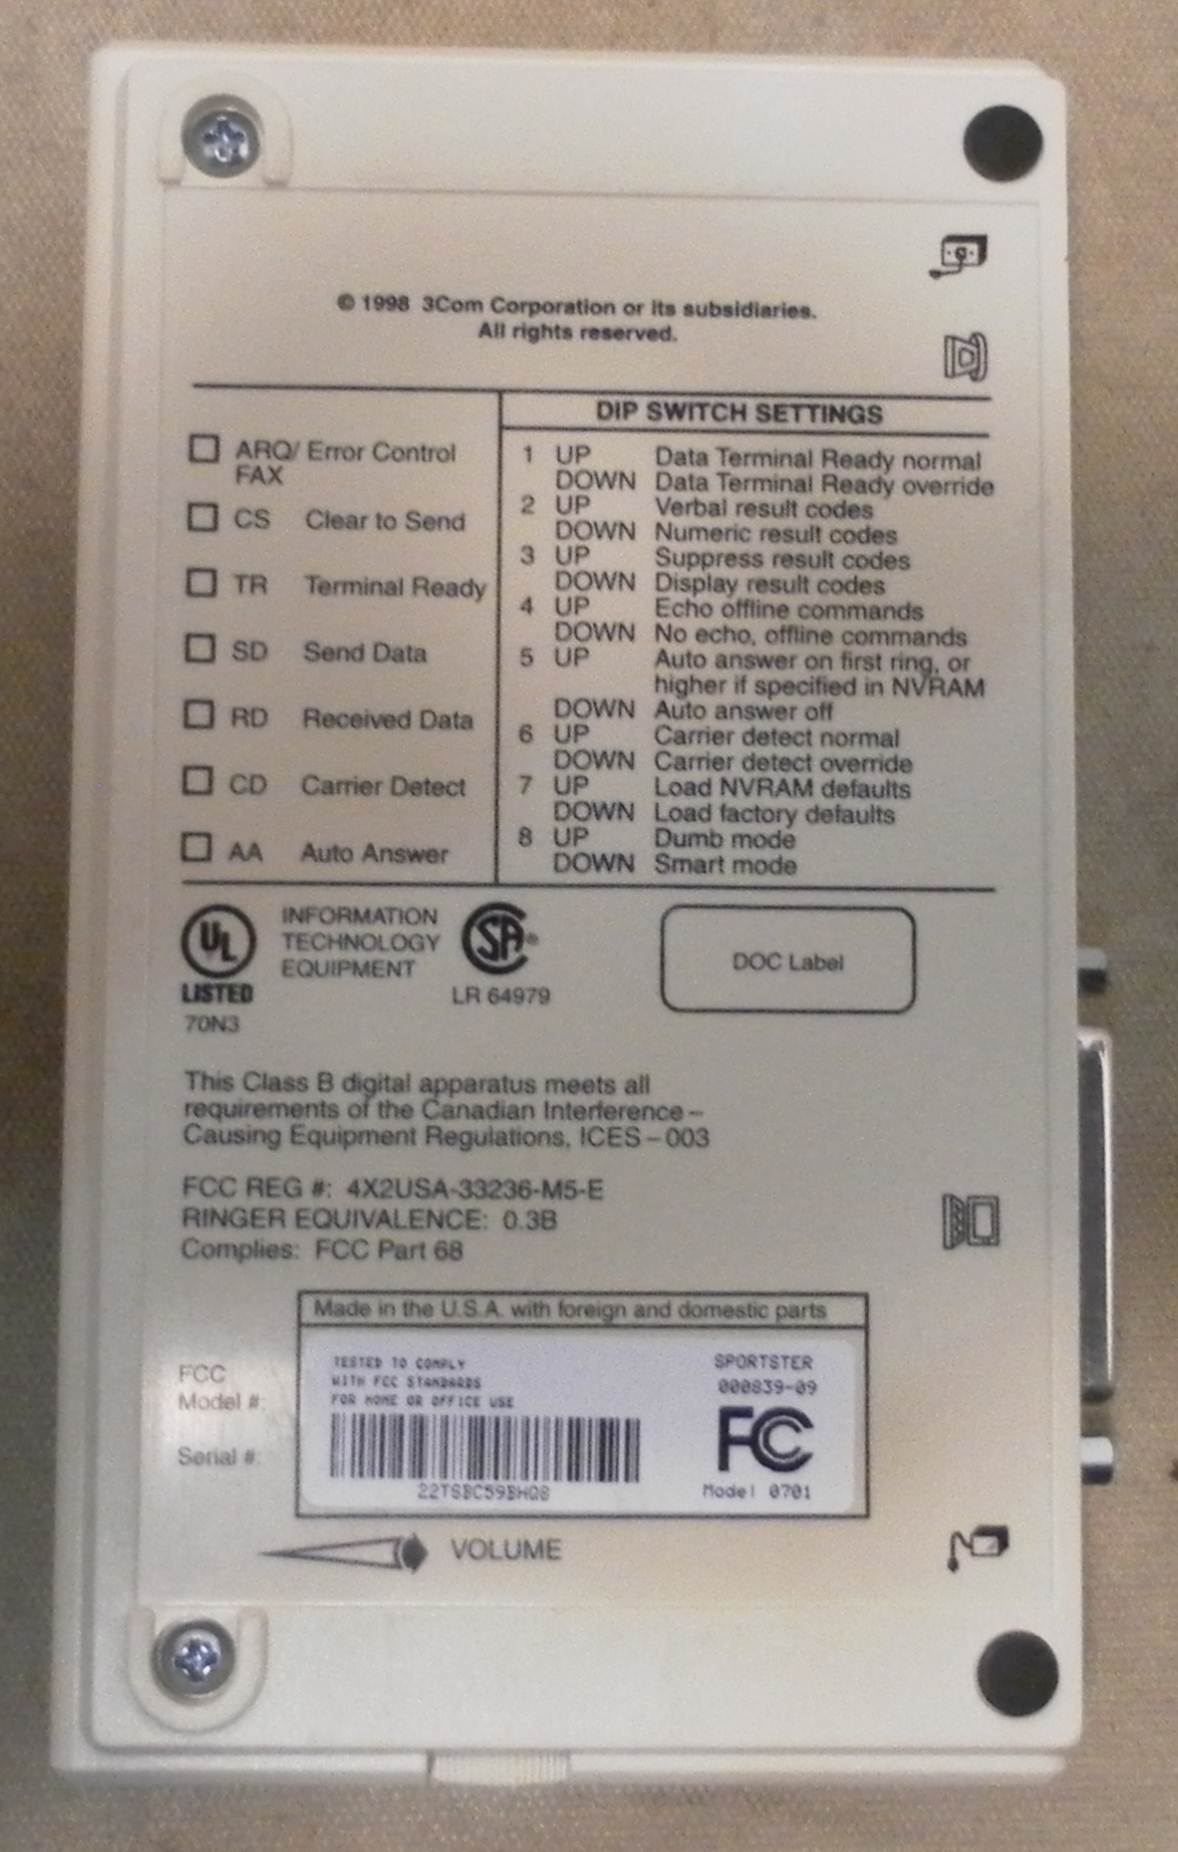 © 1998 3Com Corporation or its subsidiaries.
All rights reserved.
ARQ/ Error Control
FAX
CS Clear to Send
TR Terminal Ready
SD Send Data
RD Received Data
CD Carrier Detect
AA Auto Answer
DIP SWITCH SETTINGS
1 UP Data Terminal Ready normal
DOWN Data Terminal Ready override
2 UP Verbal result codes
DOWN Numeric result codes
3 UP Suppress result codes
DOWN Display result codes
4 UP Echo offline commands
DOWN No echo, offline commands
5 UP Auto answer on first ring, or
higher if specified in NVRAM
DOWN Auto answer off
6 UP Carrier detect normal
DOWN Carrier detect override
7 UP Load NVRAM defaults
DOWN Load factory defaults
8 UP Dumb mode
DOWN Smart mode
UL
LISTED
70N3
INFORMATION
TECHNOLOGY
EQUIPMENT
SA®
LR 64979
DOC Label
This Class B digital apparatus meets all
requirements of the Canadian Interference –
Causing Equipment Regulations, ICES – 003
FCC REG #: 4X2USA-33236-M5-E
RINGER EQUIVALENCE: 0.3B
Complies: FCC Part 68
Made in the U.S.A. with foreign and domestic parts
FCC
Model #:
Serial #:
TESTED TO COMPLY
WITH FCC STANDARDS
FOR HOME OR OFFICE USE
22TSBC59BHQ8
SPORTSTER
000839-09
FC
Model 0701
VOLUME